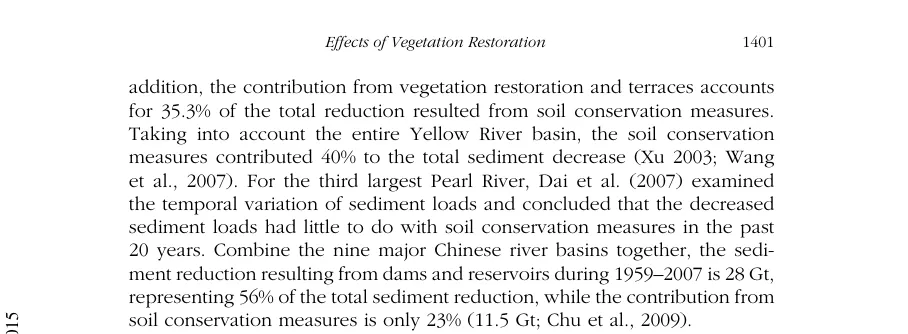 Effects of Vegetation Restoration 1401
addition, the contribution from vegetation restoration and terraces accounts
for 35.3% of the total reduction resulted from soil conservation measures.
Taking into account the entire Yellow River basin, the soil conservation
measures contributed 40% to the total sediment decrease (Xu 2003; Wang
et al., 2007). For the third largest Pearl River, Dai et al. (2007) examined
the temporal variation of sediment loads and concluded that the decreased
sediment loads had little to do with soil conservation measures in the past
20 years. Combine the nine major Chinese river basins together, the sedi-
ment reduction resulting from dams and reservoirs during 1959–2007 is 28 Gt,
representing 56% of the total sediment reduction, while the contribution from
soil conservation measures is only 23% (11.5 Gt; Chu et al., 2009).
015